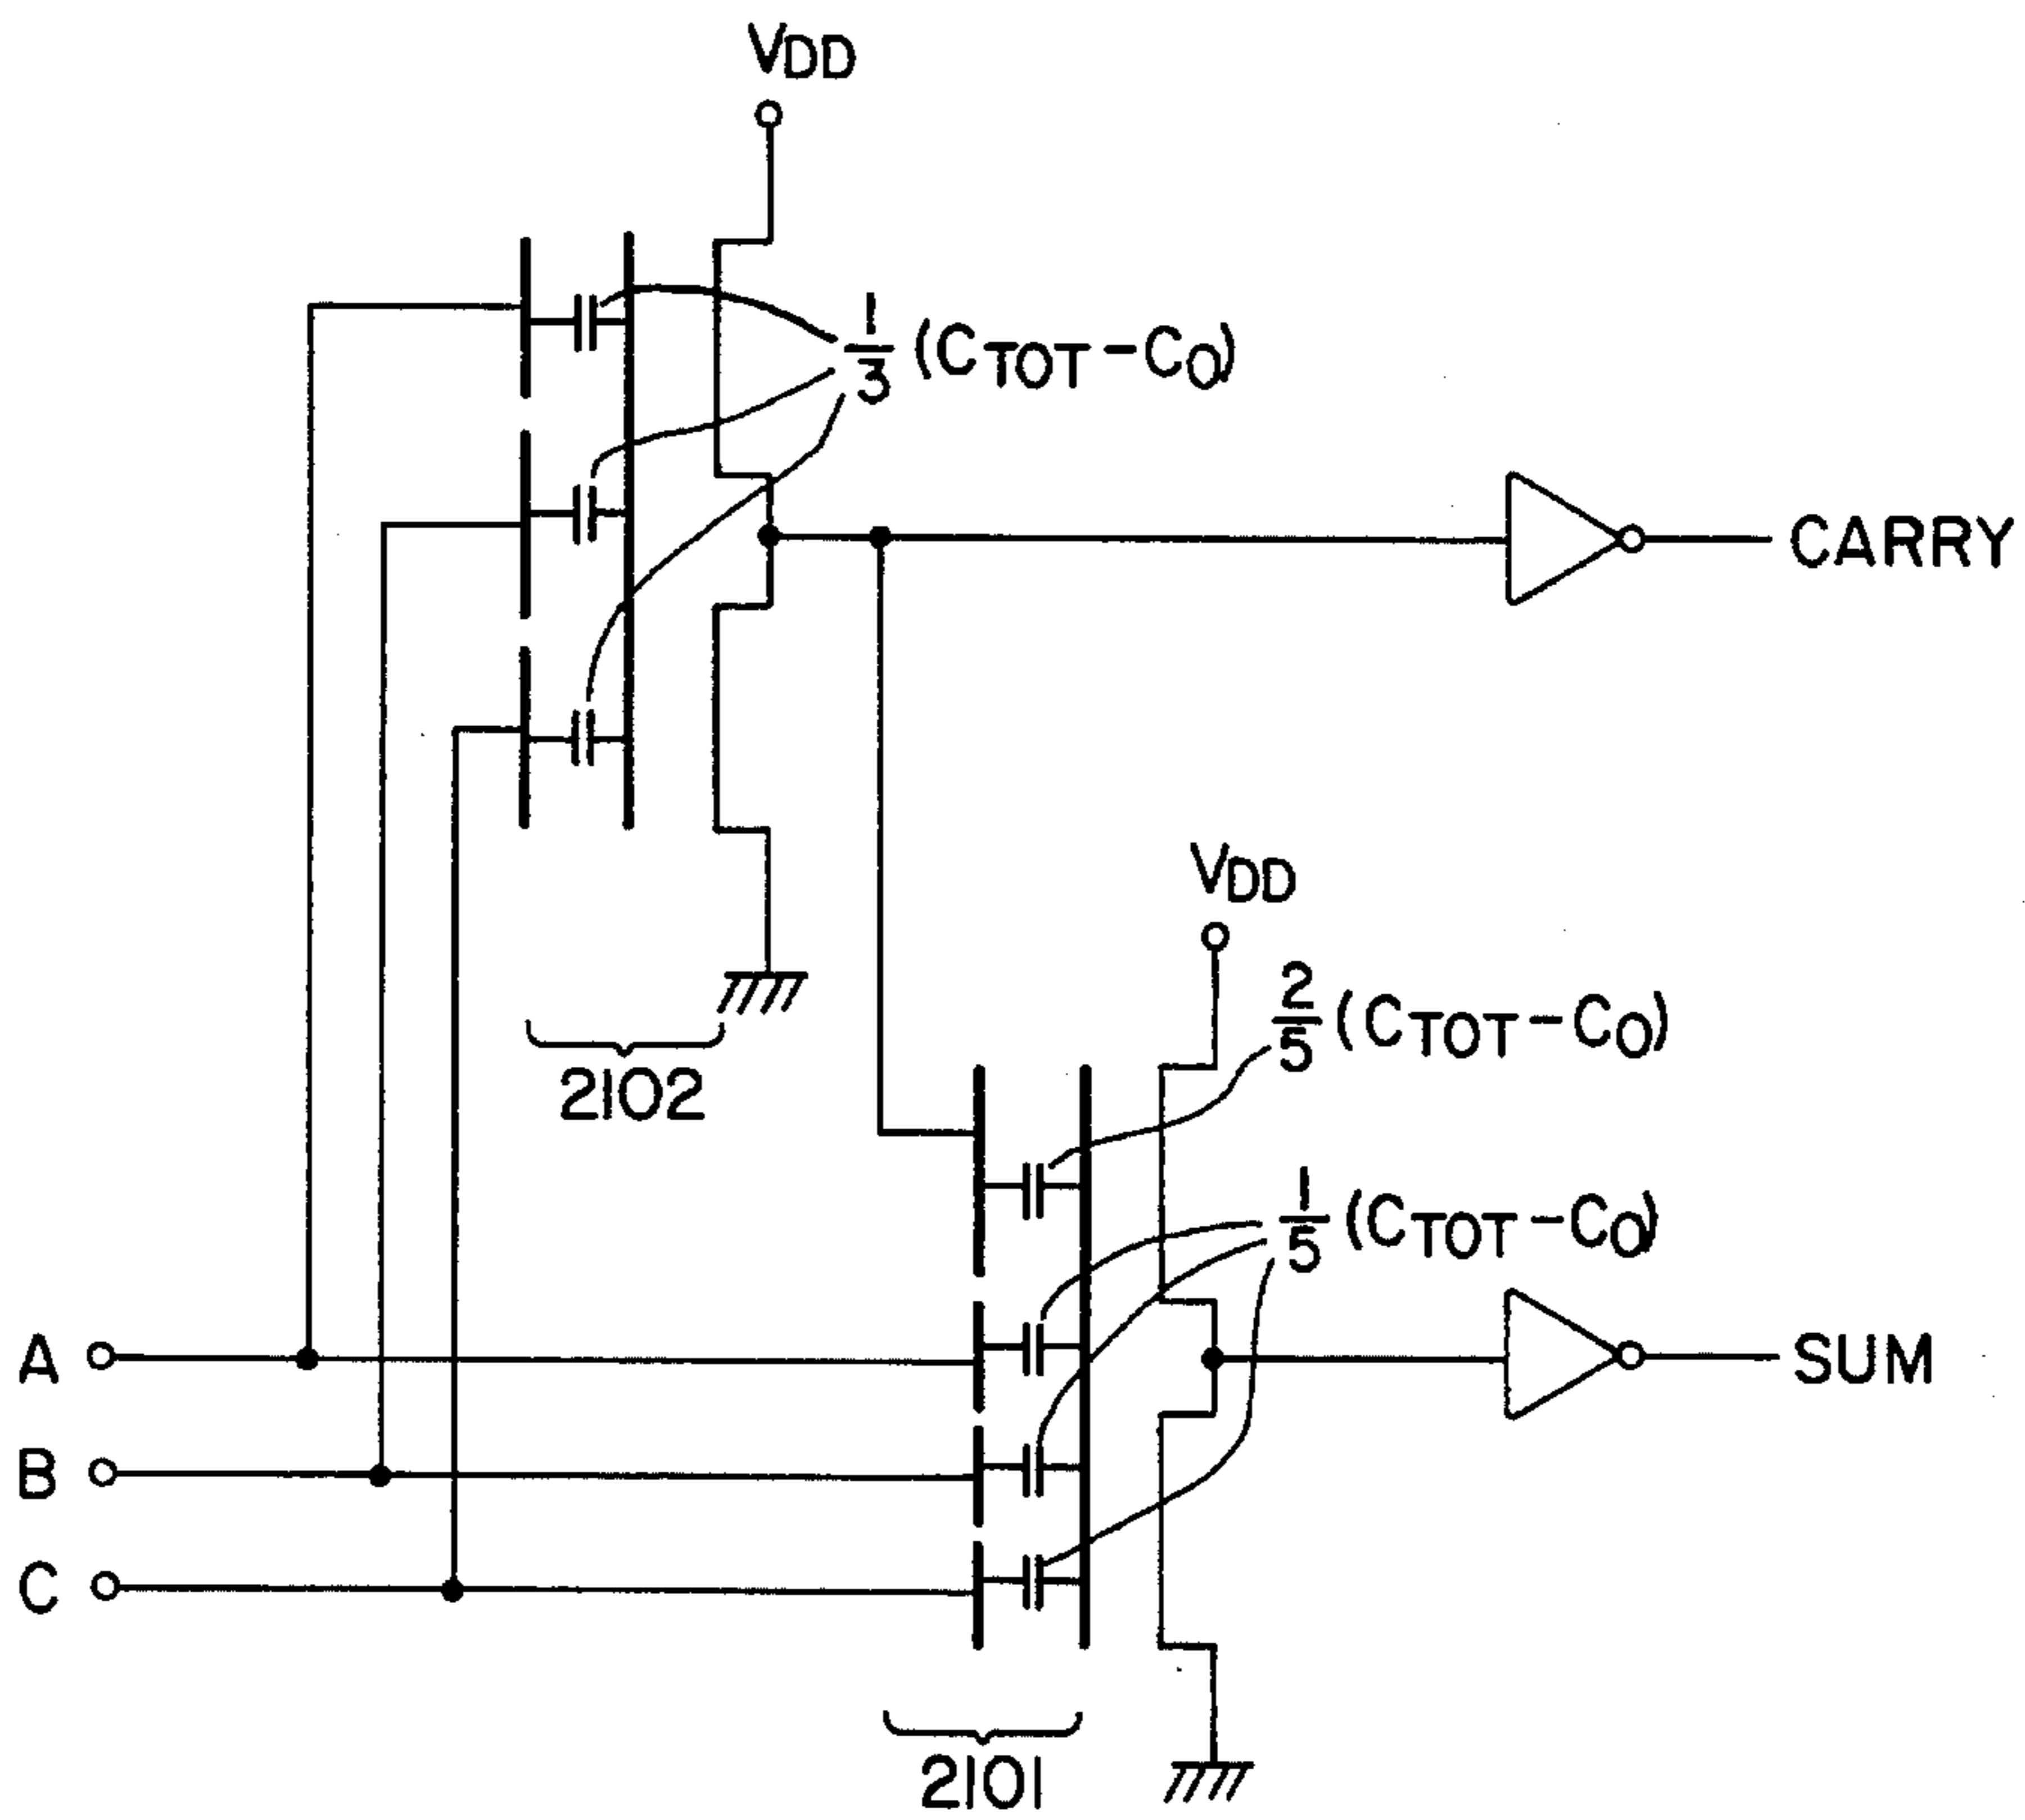 VDD
1/3 (CTOT-CO)
CARRY
2102
VDD
2/5 (CTOT-CO)
1/5 (CTOT-CO)
A
SUM
B
C
2101